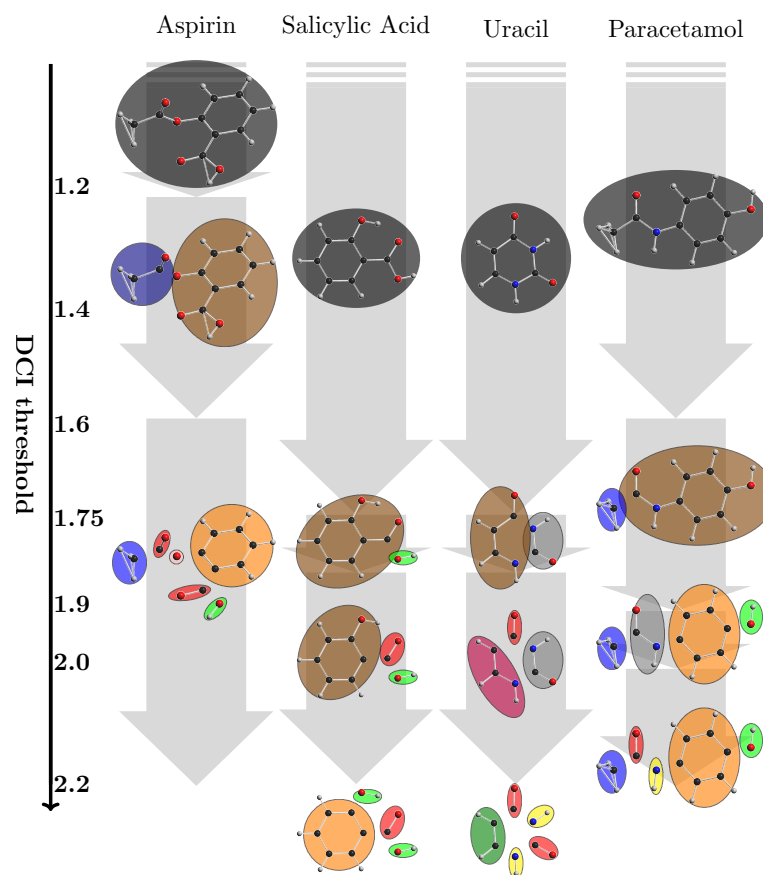 Aspirin
Salicylic Acid
Uracil
Paracetamol
DCI threshold
1.2
1.4
1.6
1.75
1.9
2.0
2.2